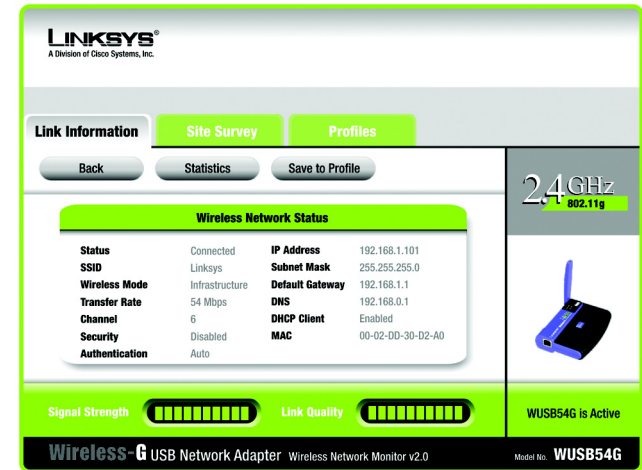 LINKSYS®
A Division of Cisco Systems, Inc.
Link Information Site Survey Profiles
Back Statistics Save to Profile
2.4GHz
802.11g
Wireless Network Status
Status Connected IP Address 192.168.1.101
SSID Linksys Subnet Mask 255.255.255.0
Wireless Mode Infrastructure Default Gateway 192.168.1.1
Transfer Rate 54 Mbps DNS 192.168.0.1
Channel 6 DHCP Client Enabled
Security Disabled MAC 00-02-DD-30-D2-A0
Authentication Auto
Signal Strength Link Quality WUSB54G is Active
Wireless-G USB Network Adapter Wireless Network Monitor v2.0 Model No. WUSB54G